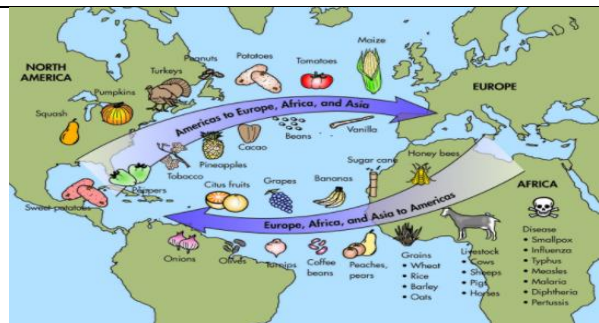 NORTH
AMERICA
Squash
Pumpkins
Turkeys
Peanuts
Potatoes
Tomatoes
Maize
EUROPE
Americas to Europe, Africa, and Asia
Sweet potatoes
Peppers
Tobacco
Pineapples
Cacao
Beans
Vanilla
Citus fruits
Grapes
Bananas
Sugar cane
Honey bees
AFRICA
Europe, Africa, and Asia to Americas
Onions
Olives
Turnips
Coffee
beans
Peaches,
pears
Grains
• Wheat
• Rice
• Barley
• Oats
Livestock
• Cows
• Sheeps
• Pigs
• Horses
Disease
• Smallpox
• Influenza
• Typhus
• Measles
• Malaria
• Diphtheria
• Pertussis